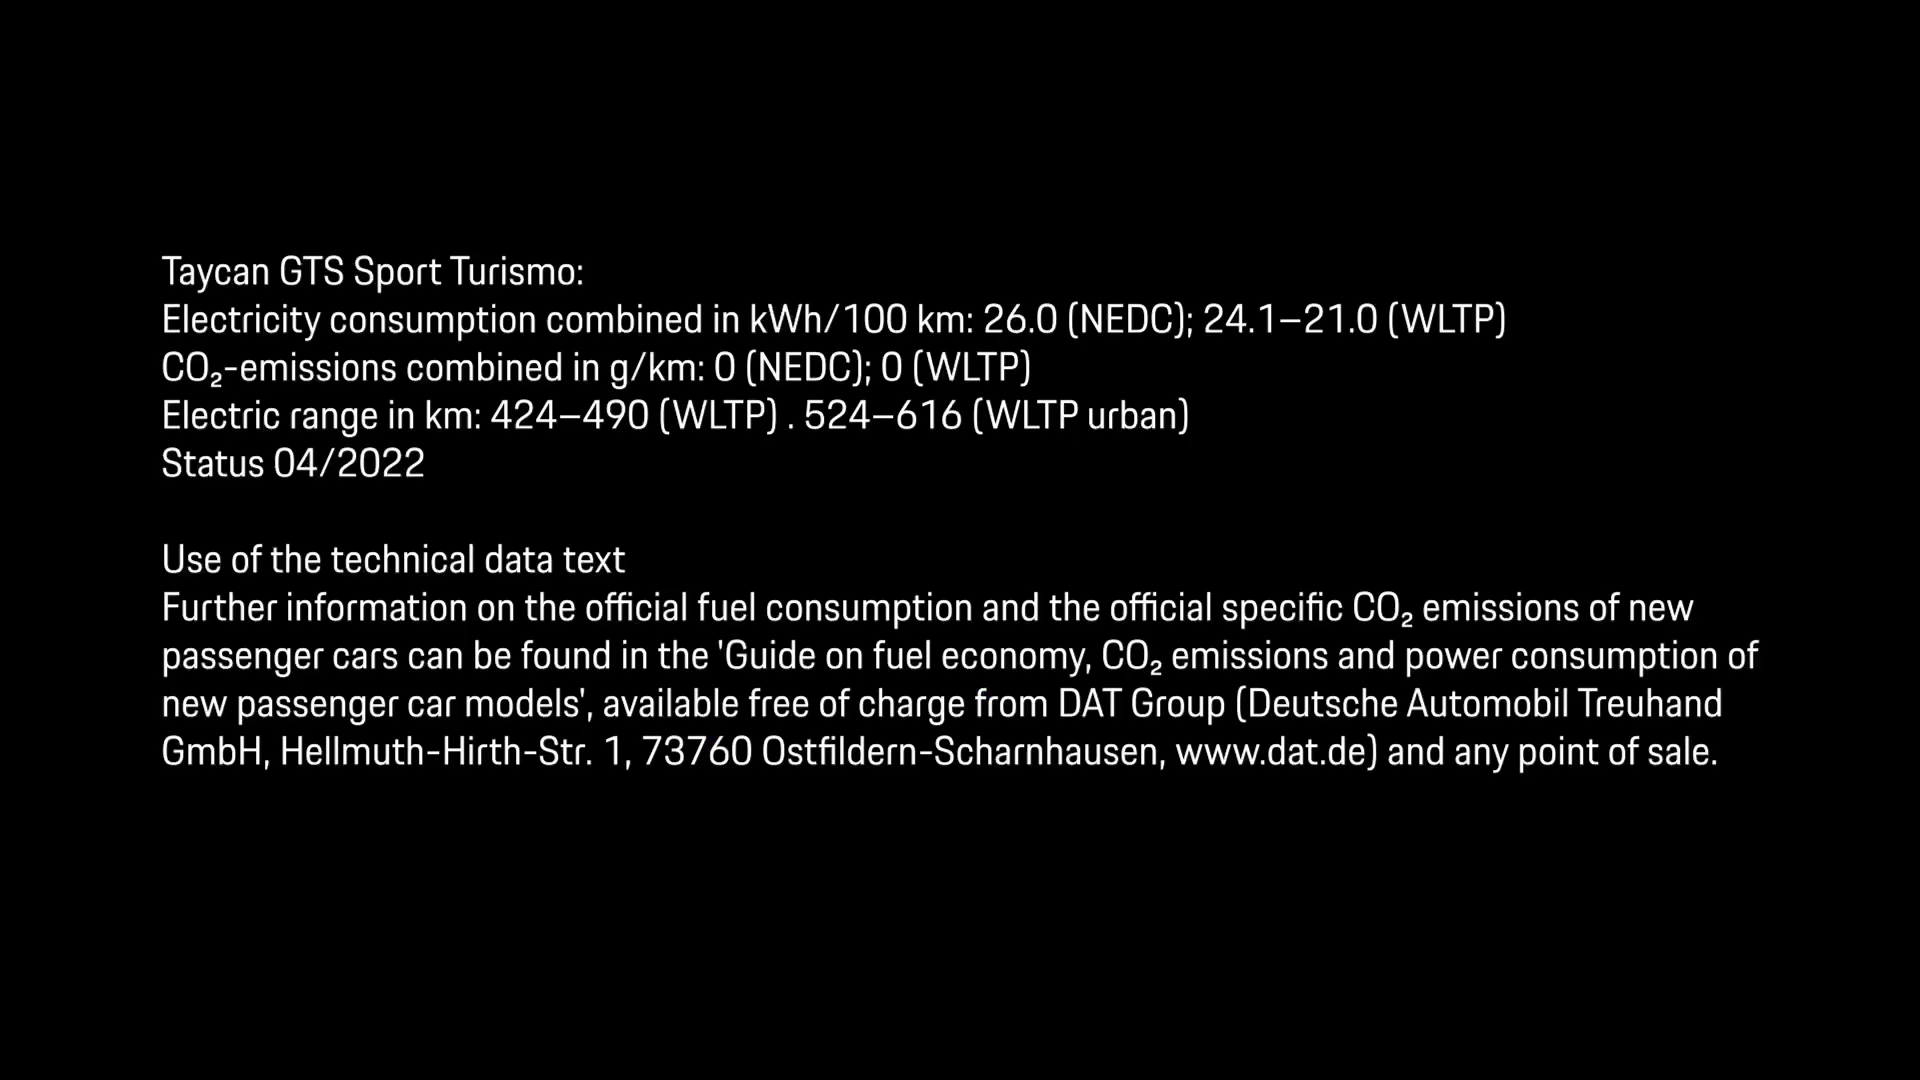 Taycan GTS Sport Turismo:
Electricity consumption combined in kWh/100 km: 26.0 (NEDC); 24.1–21.0 (WLTP)
CO₂-emissions combined in g/km: 0 (NEDC); 0 (WLTP)
Electric range in km: 424–490 (WLTP) . 524–616 (WLTP urban)
Status 04/2022
Use of the technical data text
Further information on the official fuel consumption and the official specific CO₂ emissions of new
passenger cars can be found in the 'Guide on fuel economy, CO₂ emissions and power consumption of
new passenger car models', available free of charge from DAT Group (Deutsche Automobil Treuhand
GmbH, Hellmuth-Hirth-Str. 1, 73760 Ostfildern-Scharnhausen, www.dat.de) and any point of sale.